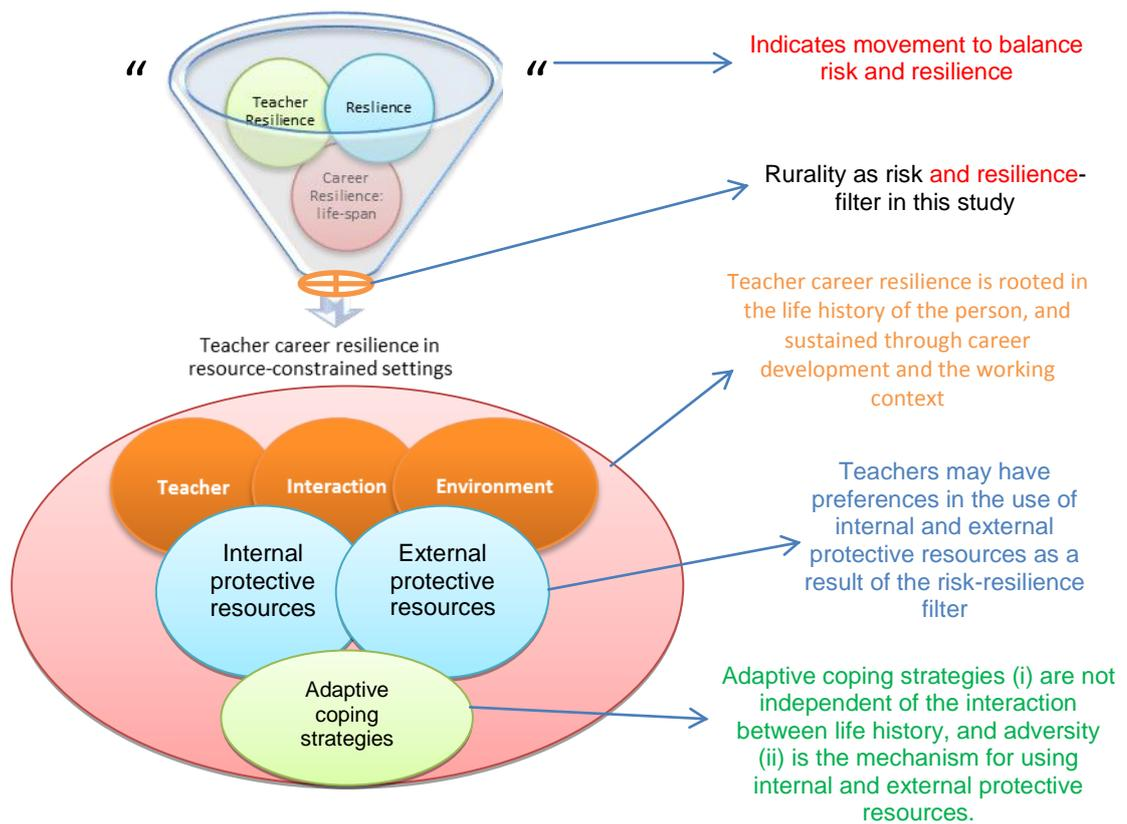 “
“
Teacher
Resilience
Reslience
Career
Resilience:
life-span
Indicates movement to balance
risk and resilience
Rurality as risk and resilience-
filter in this study
Teacher career resilience in
resource-constrained settings
Teacher career resilience is rooted in
the life history of the person, and
sustained through career
development and the working
context
Teacher
Interaction
Environment
Internal
protective
resources
External
protective
resources
Teachers may have
preferences in the use of
internal and external
protective resources as a
result of the risk-resilience
filter
Adaptive
coping
strategies
Adaptive coping strategies (i) are not
independent of the interaction
between life history, and adversity
(ii) is the mechanism for using
internal and external protective
resources.